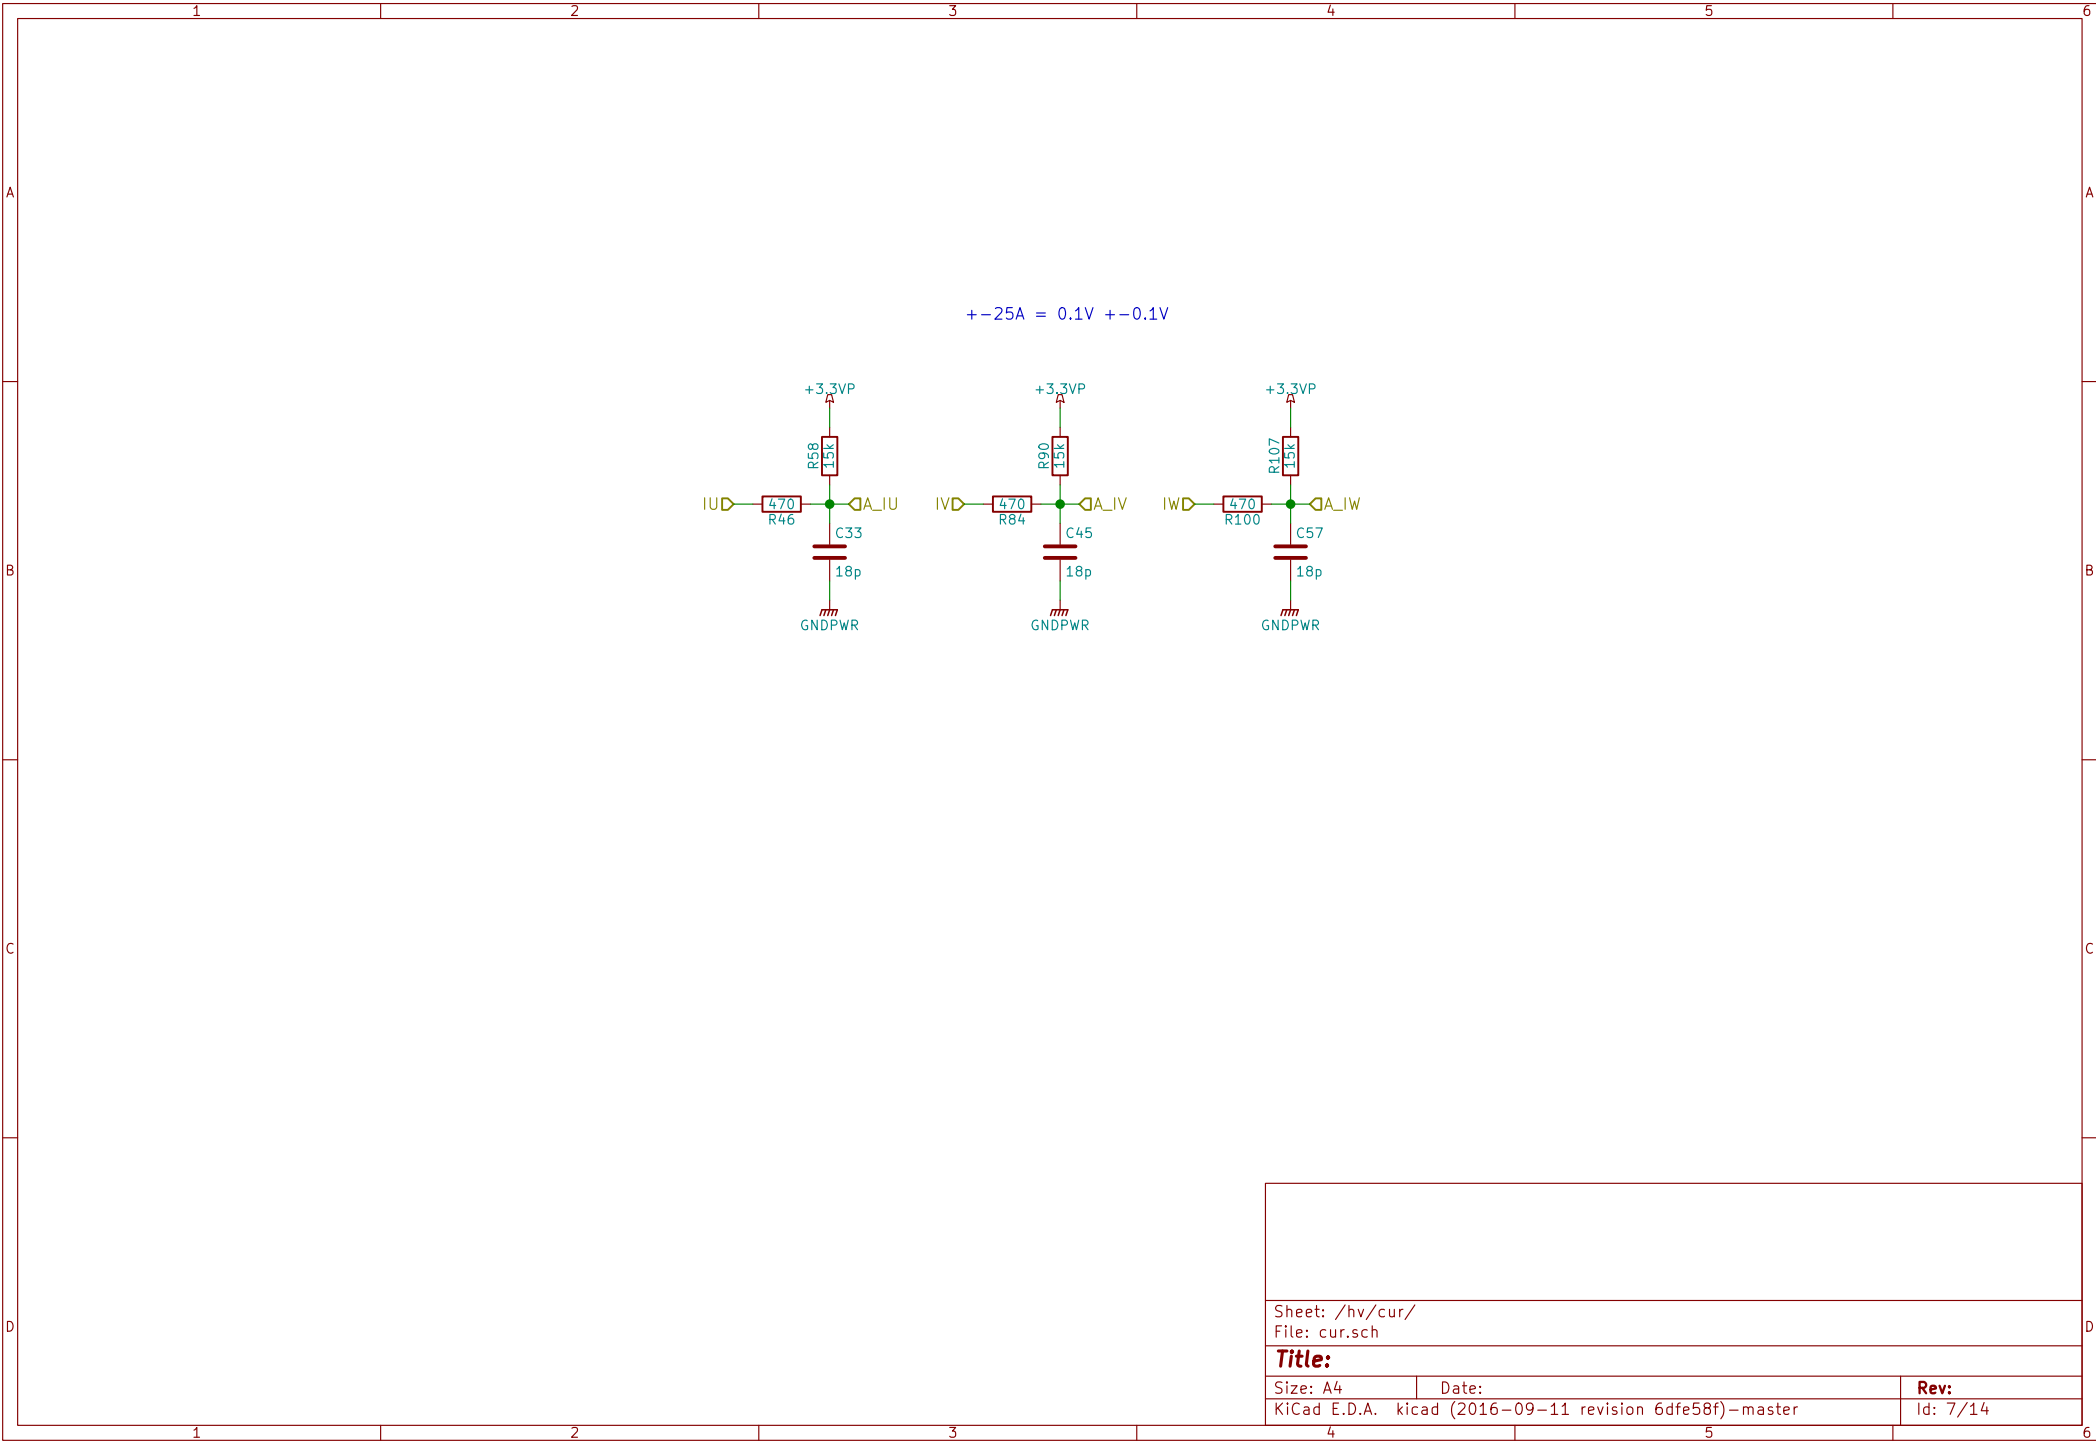 1 2 3 4 5 6
A A
+-25A = 0.1V +-0.1V
+3.3VP +3.3VP +3.3VP
R58 15k R90 15k R107 15k
IU 470 A_IU IV 470 A_IV IW 470 A_IW
R46 R84 R100
C33 C45 C57
B B
18p 18p 18p
GNDPWR GNDPWR GNDPWR
C C
Sheet: /hv/cur/
D D
File: cur.sch
Title:
Size: A4 Date: Rev:
KiCad E.D.A. kicad (2016-09-11 revision 6dfe58f)-master Id: 7/14
1 2 3 4 5 6